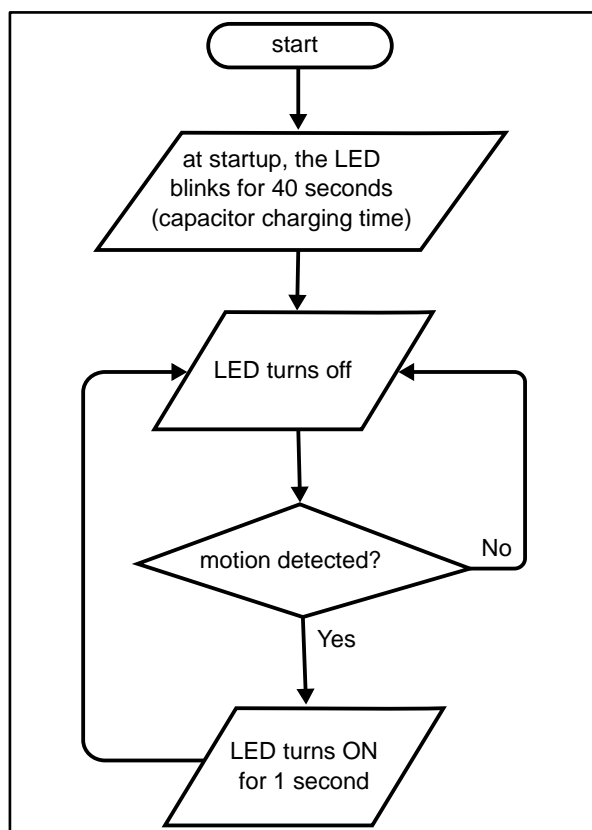 start
at startup, the LED
blinks for 40 seconds
(capacitor charging time)
LED turns off
motion detected?
No
Yes
LED turns ON
for 1 second